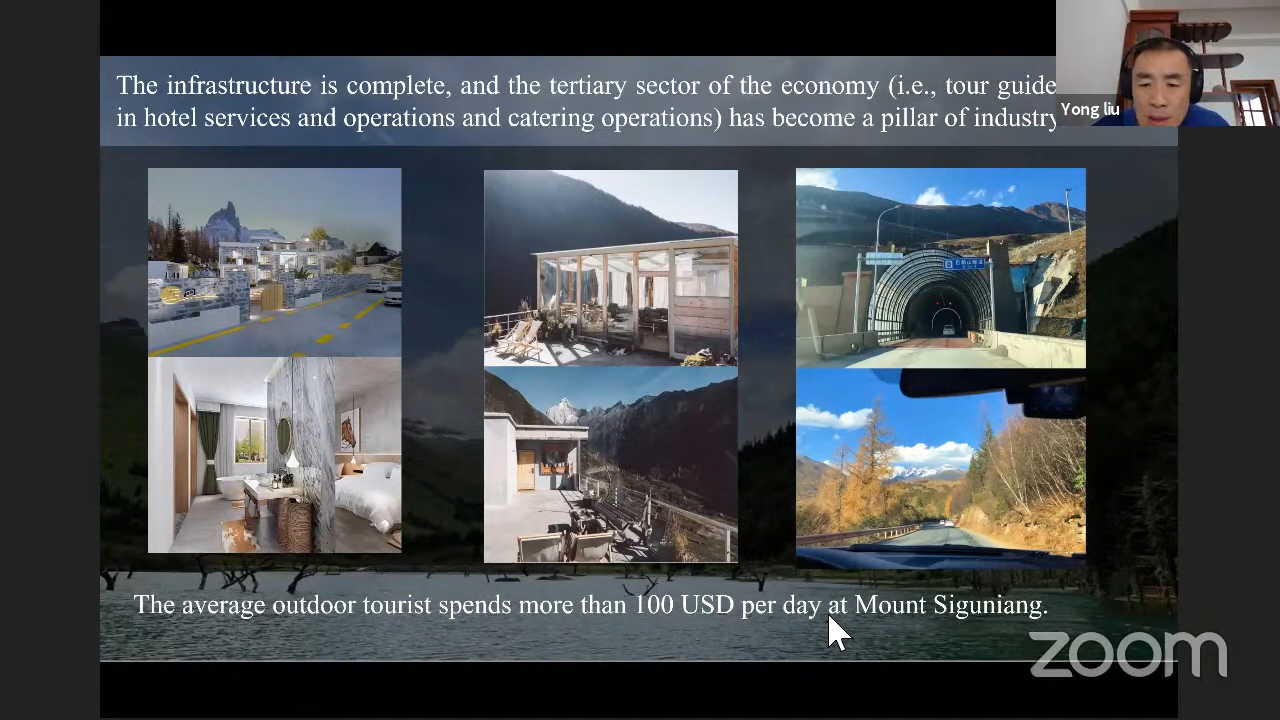 The infrastructure is complete, and the tertiary sector of the economy (i.e., tour guide
in hotel services and operations and catering operations) has become a pillar of industry
Yong liu
The average outdoor tourist spends more than 100 USD per day at Mount Siguniang.
zoom